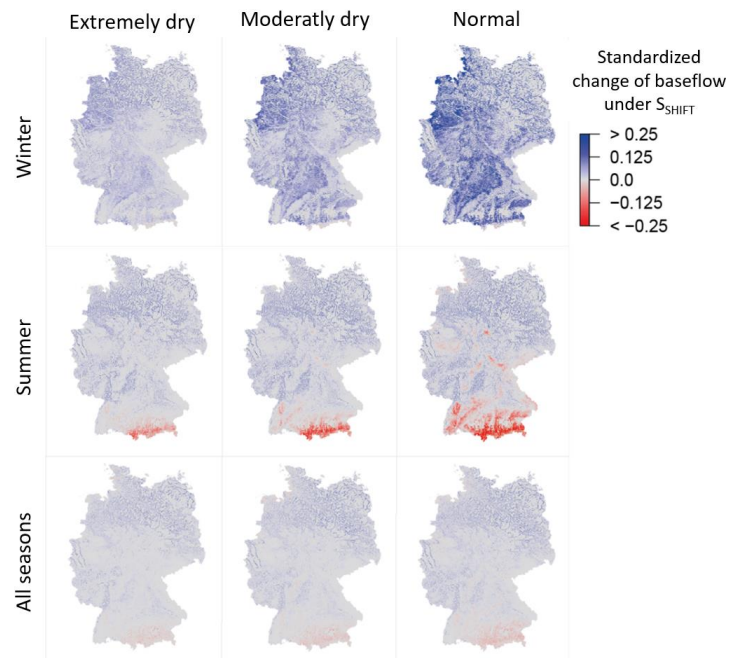 Extremely dry
Moderatly dry
Normal
Standardized
change of baseflow
under S_SHIFT
> 0.25
0.125
0.0
−0.125
< −0.25
Winter
Summer
All seasons